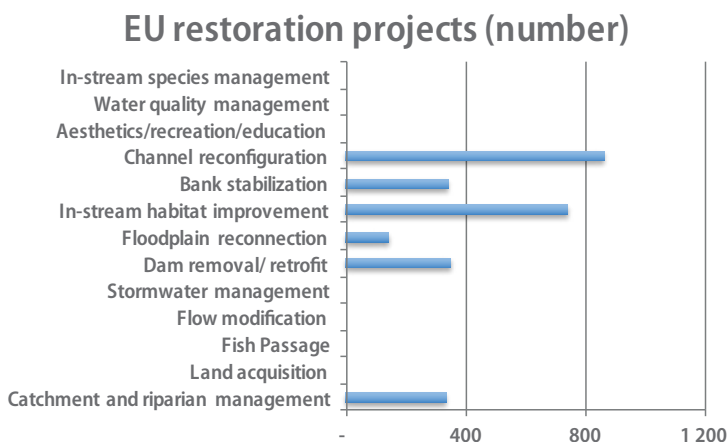 EU restoration projects (number)
In-stream species management
Water quality management
Aesthetics/recreation/education
Channel reconfiguration
Bank stabilization
In-stream habitat improvement
Floodplain reconnection
Dam removal/ retrofit
Stormwater management
Flow modification
Fish Passage
Land acquisition
Catchment and riparian management
- 400 800 1 200